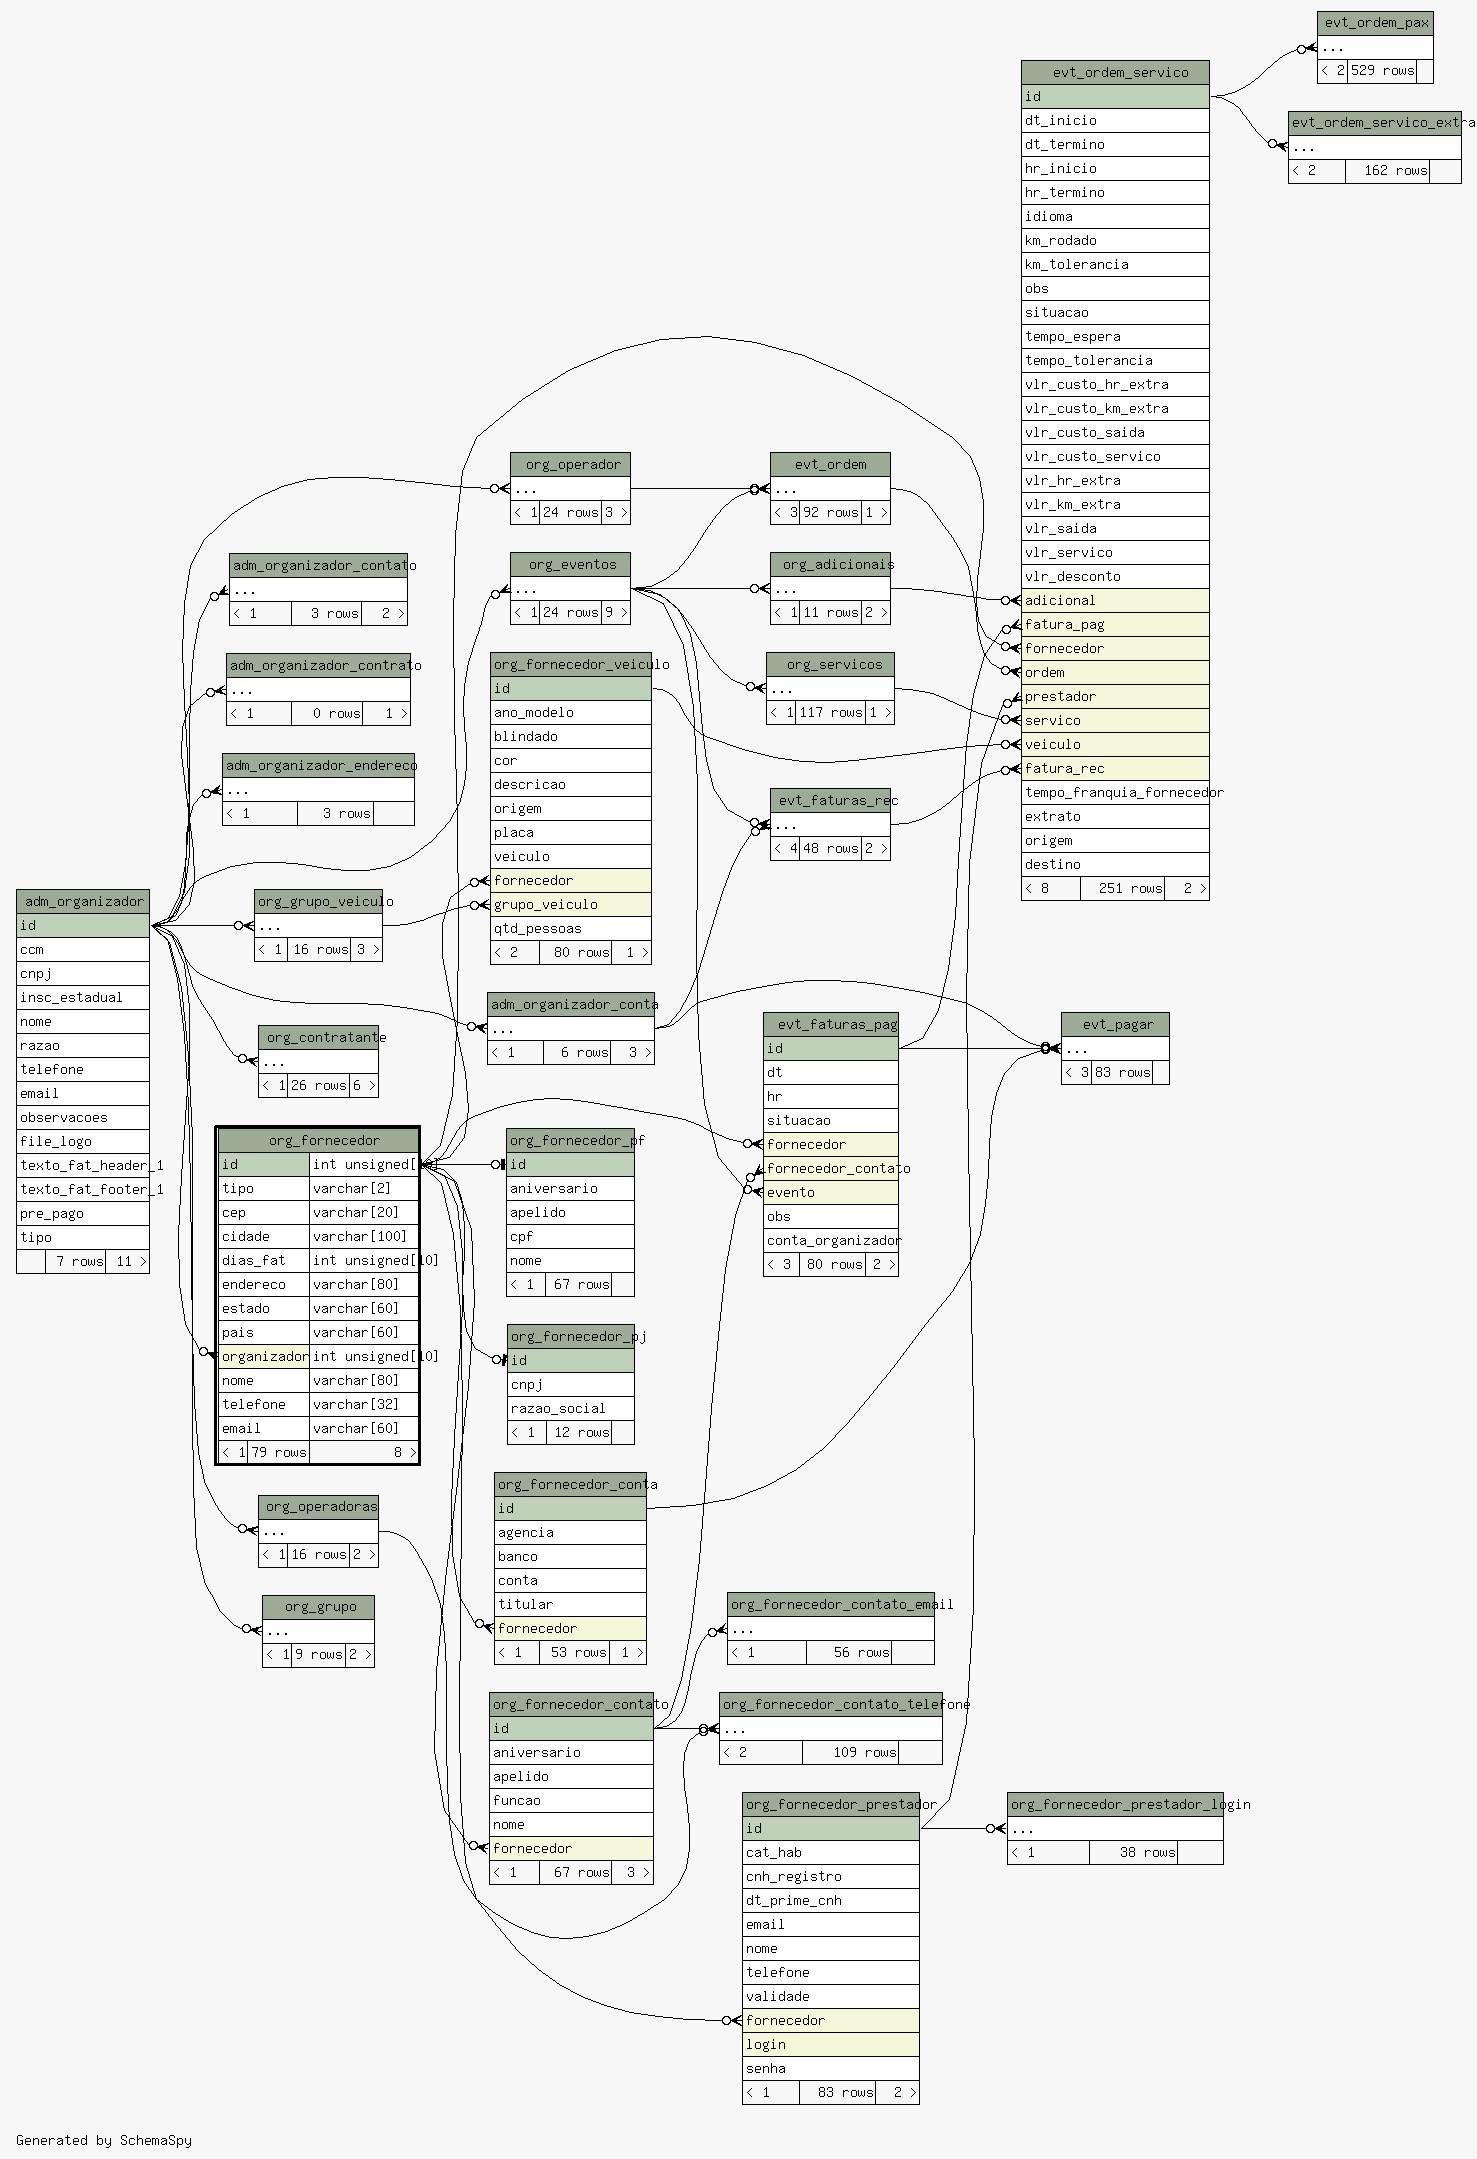 evt_ordem_pax
...
< 2 529 rows
evt_ordem_servico
id
dt_inicio
dt_termino
hr_inicio
hr_termino
idioma
km_rodado
km_tolerancia
obs
situacao
tempo_espera
tempo_tolerancia
vlr_custo_hr_extra
vlr_custo_km_extra
vlr_custo_saida
vlr_custo_servico
vlr_hr_extra
vlr_km_extra
vlr_saida
vlr_servico
vlr_desconto
adicional
fatura_pag
fornecedor
ordem
prestador
servico
veiculo
fatura_rec
tempo_franquia_fornecedor
extrato
origem
destino
< 8 251 rows 2 >
evt_ordem_servico_extra
...
< 2 162 rows
org_operador
...
< 1 24 rows 3 >
evt_ordem
...
< 3 92 rows 1 >
adm_organizador_contato
...
< 1 3 rows 2 >
org_eventos
...
< 1 24 rows 9 >
org_adicionais
...
< 1 11 rows 2 >
adm_organizador_contrato
...
< 1 0 rows 1 >
org_fornecedor_veiculo
id
ano_modelo
blindado
cor
descricao
origem
placa
veiculo
fornecedor
grupo_veiculo
qtd_pessoas
< 2 80 rows 1 >
org_servicos
...
< 1 117 rows 1 >
adm_organizador_endereco
...
< 1 3 rows
evt_faturas_rec
...
< 4 48 rows 2 >
adm_organizador
id
ccm
cnpj
insc_estadual
nome
razao
telefone
email
observacoes
file_logo
texto_fat_header_1
texto_fat_footer_1
pre_pago
tipo
7 rows 11 >
org_grupo_veiculo
...
< 1 16 rows 3 >
adm_organizador_conta
...
< 1 6 rows 3 >
evt_faturas_pag
id
dt
hr
situacao
fornecedor
fornecedor_contato
evento
obs
conta_organizador
< 3 80 rows 2 >
evt_pagar
...
< 3 83 rows
org_contratante
...
< 1 26 rows 6 >
org_fornecedor
id int unsigned[
tipo varchar[2]
cep varchar[20]
cidade varchar[100]
dias_fat int unsigned[10]
endereco varchar[80]
estado varchar[60]
pais varchar[60]
organizador int unsigned[10]
nome varchar[80]
telefone varchar[32]
email varchar[60]
< 1 79 rows 8 >
org_fornecedor_pf
id
aniversario
apelido
cpf
nome
< 1 67 rows
org_fornecedor_pj
id
cnpj
razao_social
< 1 12 rows
org_fornecedor_conta
id
agencia
banco
conta
titular
fornecedor
< 1 53 rows 1 >
org_operadoras
...
< 1 16 rows 2 >
org_grupo
...
< 1 9 rows 2 >
org_fornecedor_contato_email
...
< 1 56 rows
org_fornecedor_contato
id
aniversario
apelido
funcao
nome
fornecedor
< 1 67 rows 3 >
org_fornecedor_contato_telefone
...
< 2 109 rows
org_fornecedor_prestador
id
cat_hab
cnh_registro
dt_prime_cnh
email
nome
telefone
validade
fornecedor
login
senha
< 1 83 rows 2 >
org_fornecedor_prestador_login
...
< 1 38 rows
Generated by SchemaSpy